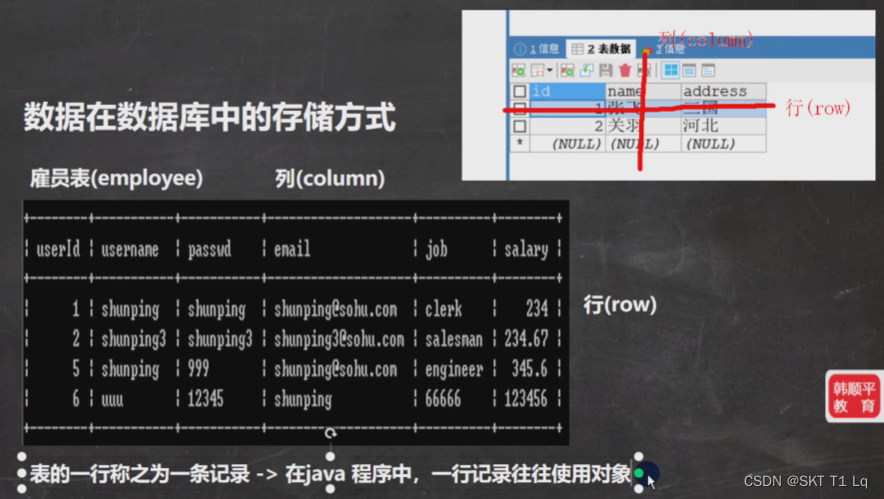 列(column)
1 信息 2 表数据 3 信息
id name address
1 张飞 三国
行(row)
2 关羽 河北
* (NULL) (NULL) (NULL)
数据在数据库中的存储方式
雇员表(employee) 列(column)
userId username passwd email job salary
1 shunping shunping shunping@sohu.com clerk 234
2 shunping3 shunping3 shunping3@sohu.com salesman 234.67
5 shunping 999 shunping@sohu.com engineer 345.6
6 uuu 12345 shunping 66666 123456
行(row)
韩顺平
教 育
表的一行称之为一条记录 -> 在java 程序中，一行记录往往使用对象
CSDN @SKT T1 Lq